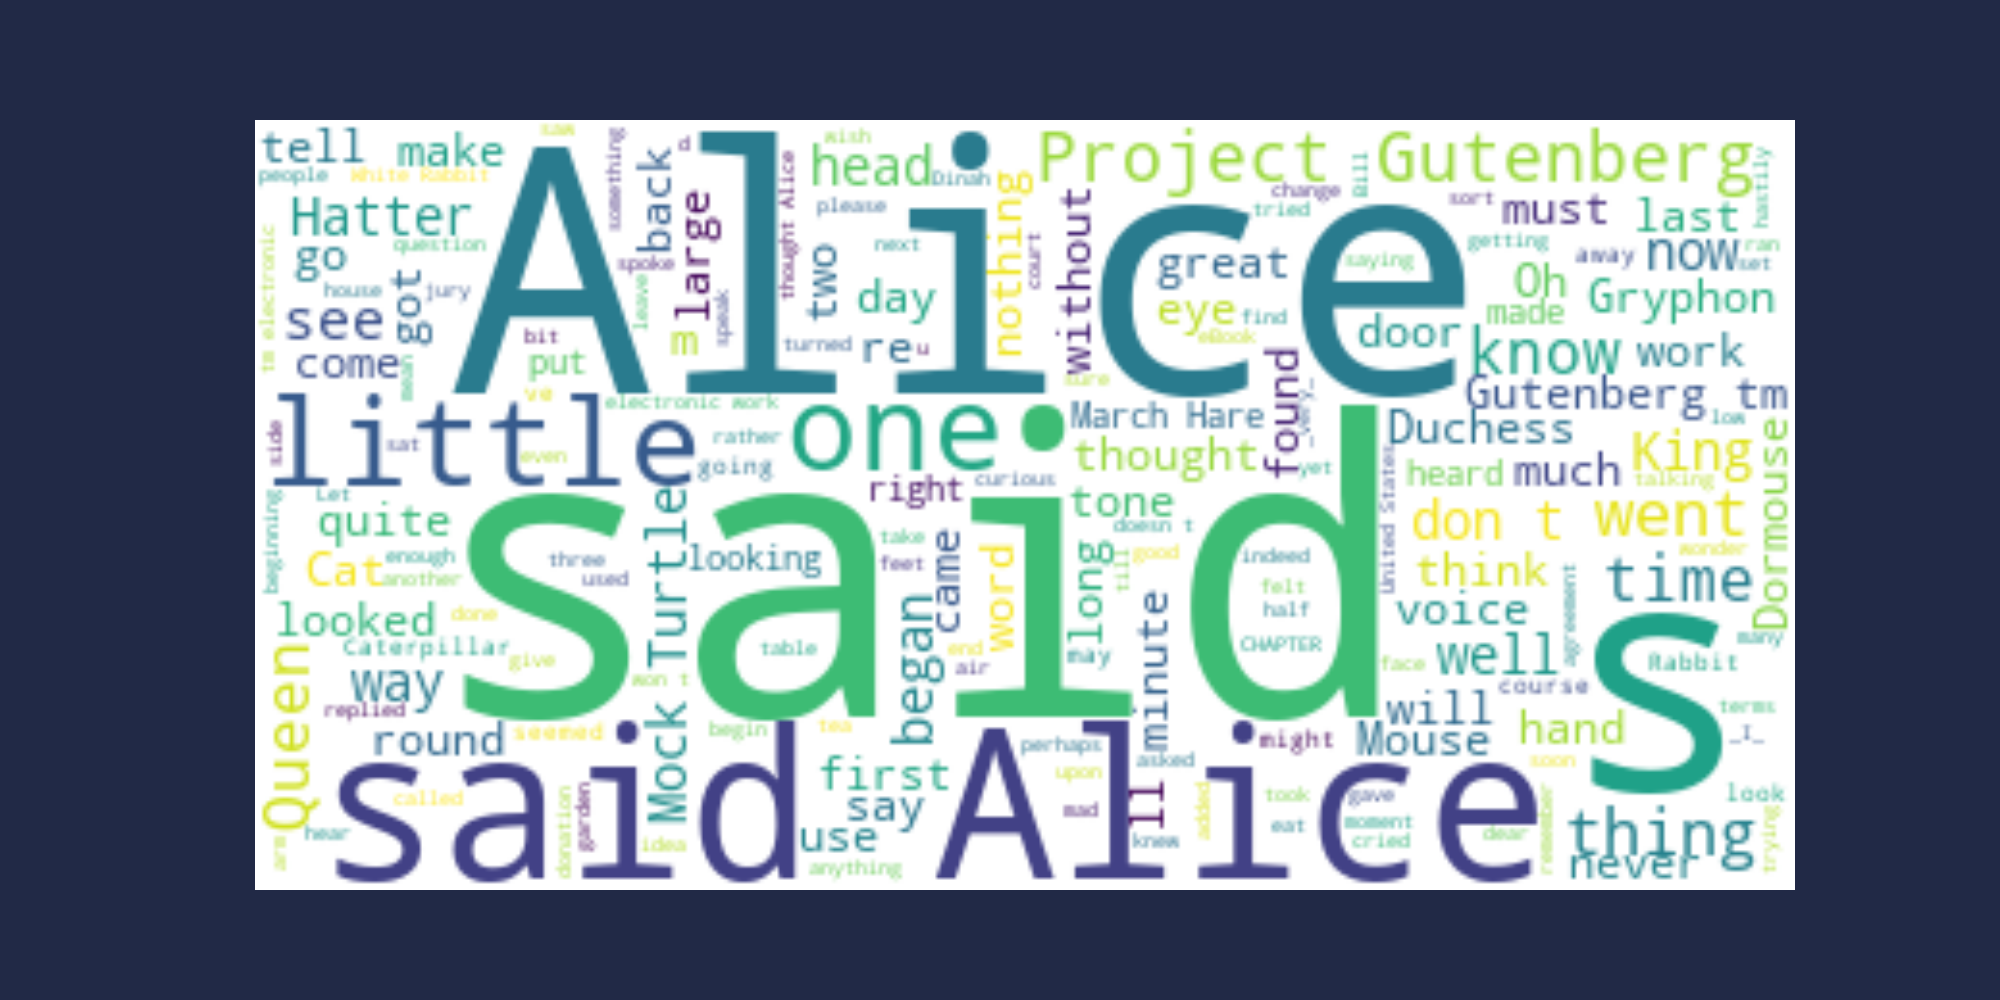 tell
make
saw
something
back
d
Alice
thought Alice
wish
head
Dinah
Project Gutenberg
Bill
hastily
people
White Rabbit
large
please
nothing
without
change
tried
sort
must
last
Hatter
question
go
spoke
next
two
court
great
saying
getting
away
now
ran
set
tm electronic
house
got
jury
leave
speak
day
eye
find
Oh
made
Gryphon
see
bit
m
turned
re
u
eBook
door
know
work
come
mean
put
ve
sure
found
_very_
Gutenberg tm
side
little
sat
even
electronic work
rather
going
one
March Hare
thought
yet
Duchess
low
heard
much
King
talking
Dormouse
beginning
Let
quite
right
curious
tone
doesn t
United States
don t
went
wonder
Cat
enough
another
said
three
used
Mock Turtle
looking
take
feet
came
word
long
till
good
indeed
felt
half
CHAPTER
think
time
looked
done
Caterpillar
give
table
began
end
air
may
minute
voice
agreement
s
many
Queen
way
won t
face
well
Rabbit
course
replied
terms
_I_
round
seemed
begin
tea
perhaps
asked
might
will
Mouse
hand
soon
said Alice
called
first
upon
ll
took
gave
look
arm
hear
donation
garden
idea
say
use
anything
mad
knew
added
eat
moment
cried
dear
remember
thing
never
trying